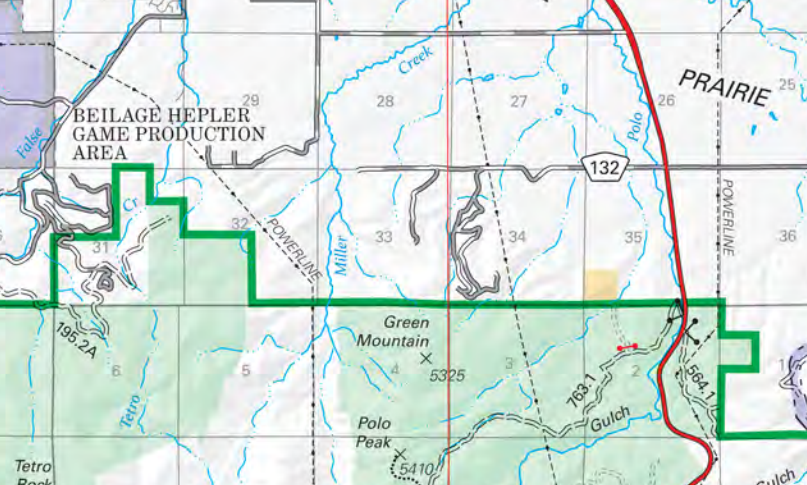 25
PRAIRIE
Creek
29
28
27
26
BEILAGE HEPLER
GAME PRODUCTION
AREA
Polo
False
132
Cr
POWERLINE
31
32
33
34
35
36
POWERLINE
Miller
Green
Mountain
5325
195.2A
6
5
4
3
2
763.1
564.1
Tetro
Gulch
Polo
Peak
5410
Tetro
Rock
Gulch